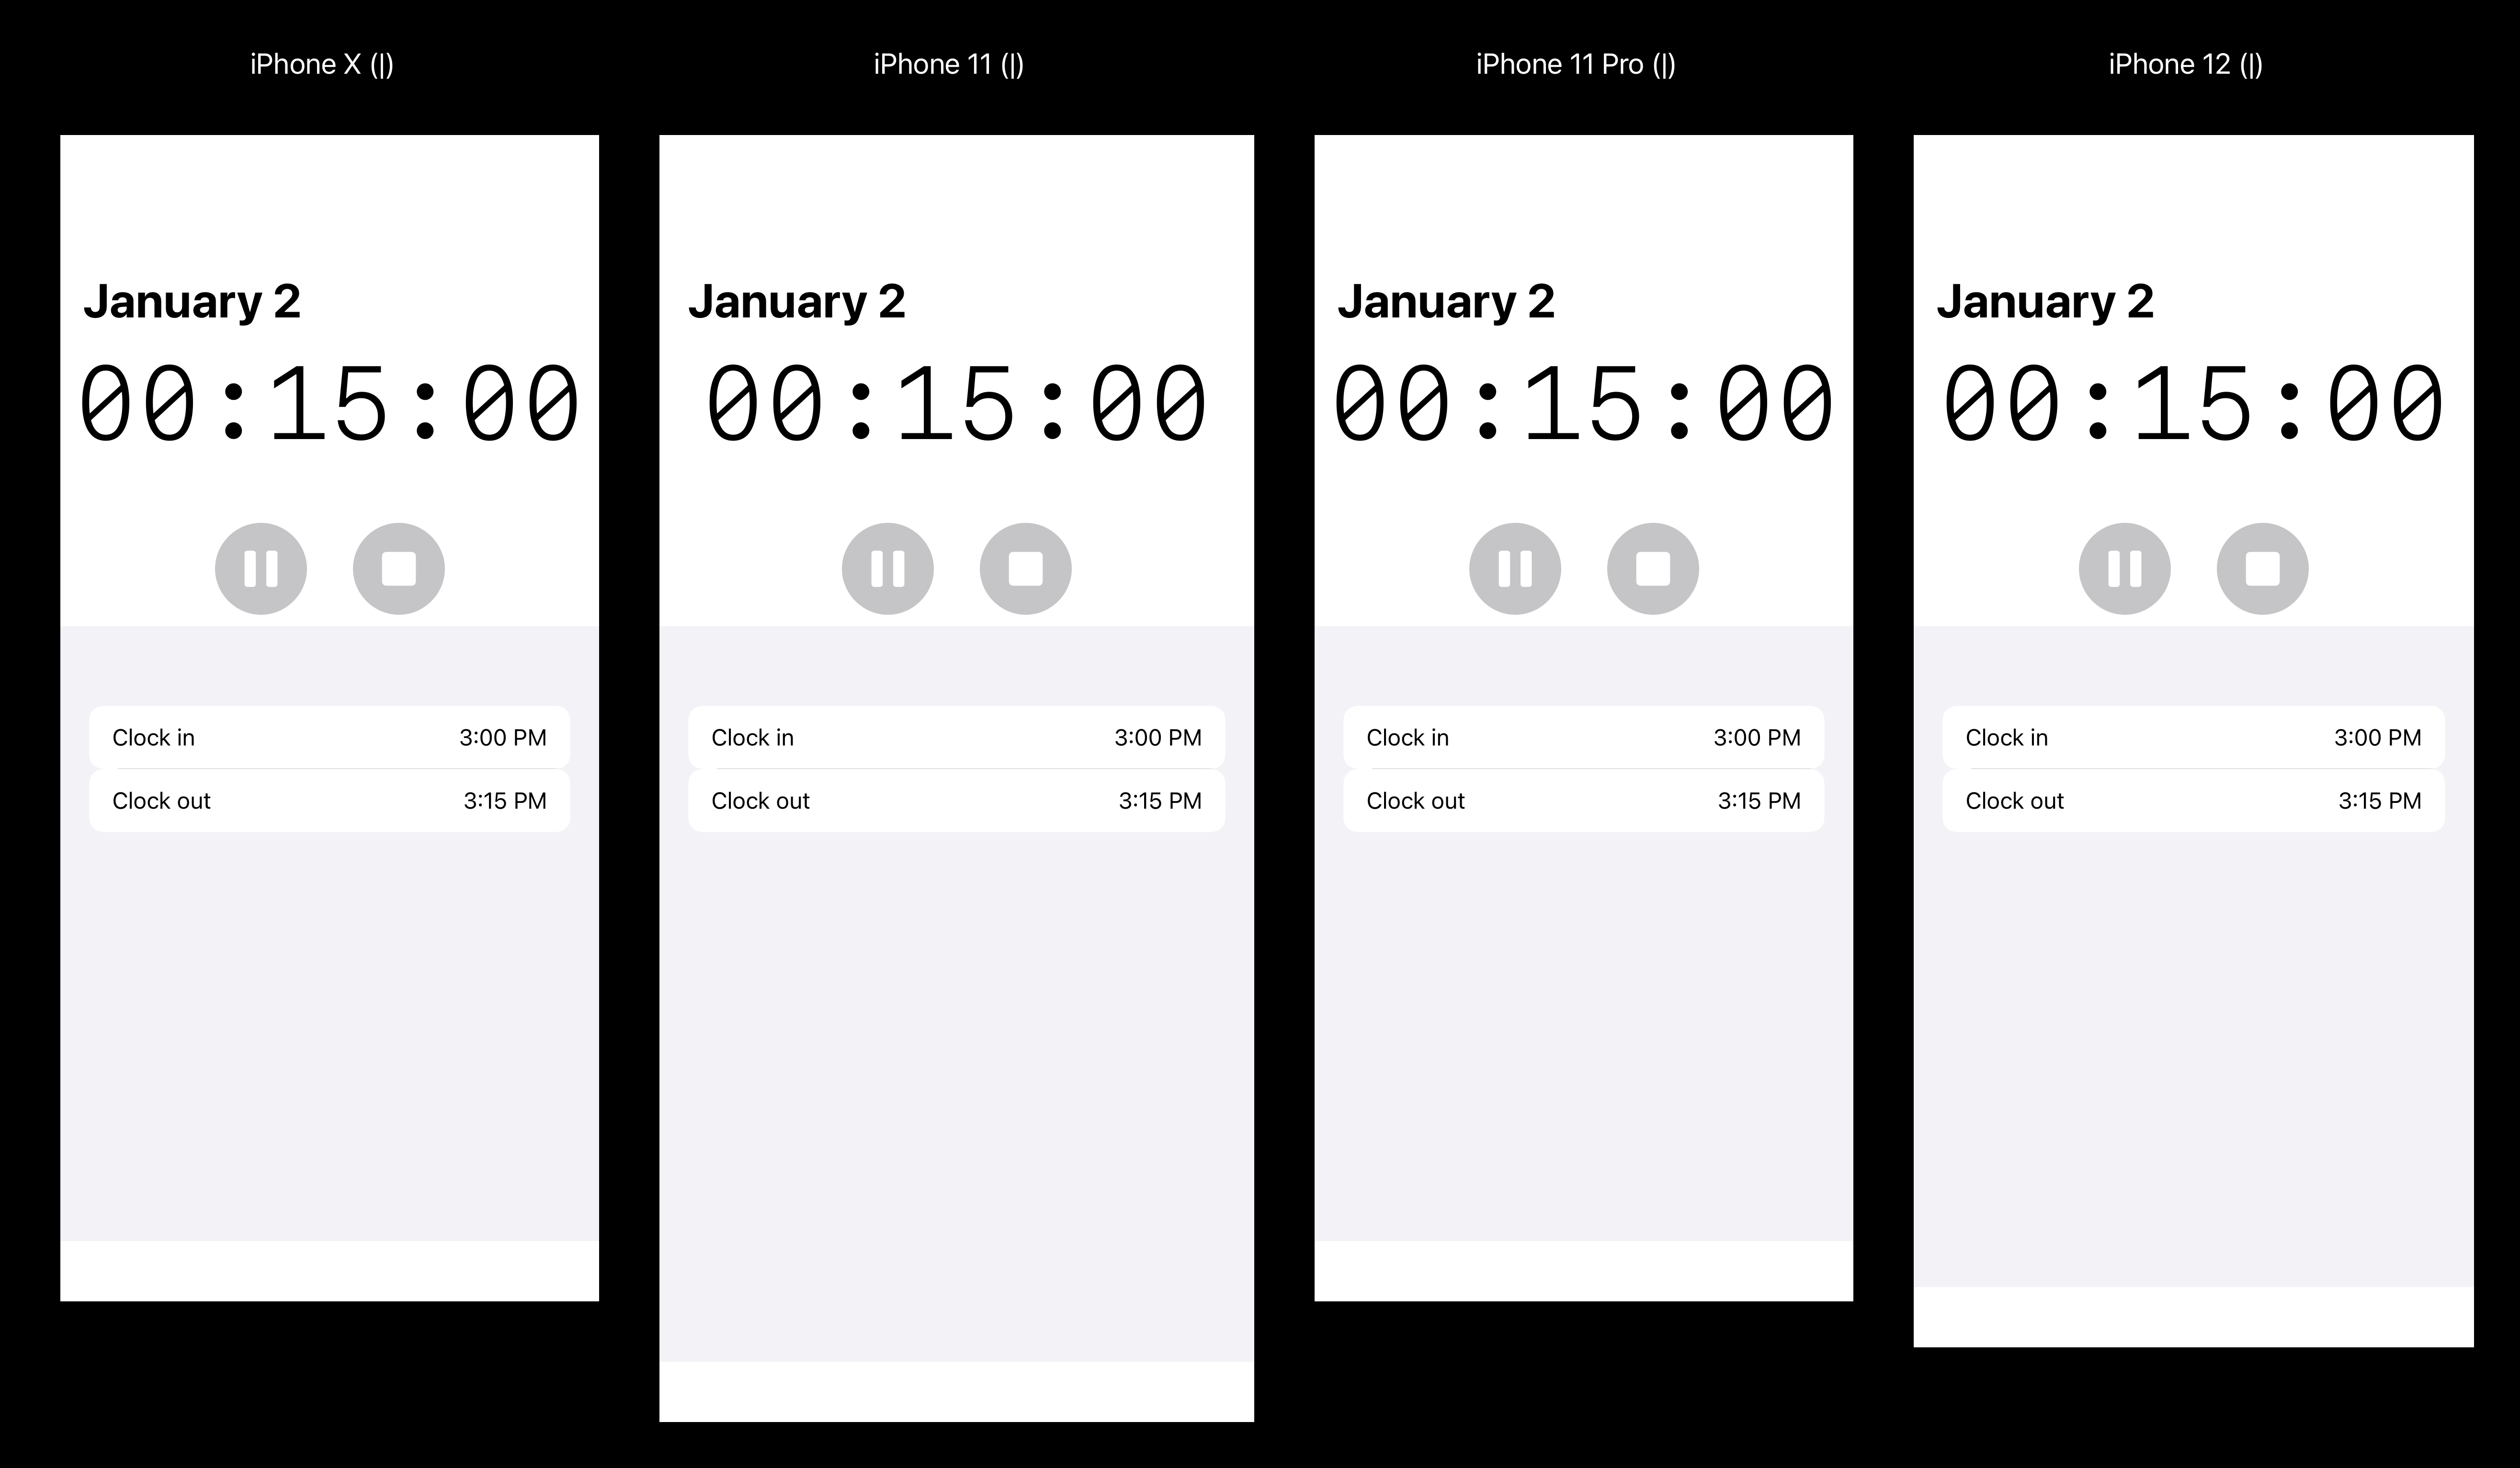 iPhone X (|)
January 2
00:15:00
Clock in 3:00 PM
Clock out 3:15 PM
iPhone 11 (|)
January 2
00:15:00
Clock in 3:00 PM
Clock out 3:15 PM
iPhone 11 Pro (|)
January 2
00:15:00
Clock in 3:00 PM
Clock out 3:15 PM
iPhone 12 (|)
January 2
00:15:00
Clock in 3:00 PM
Clock out 3:15 PM